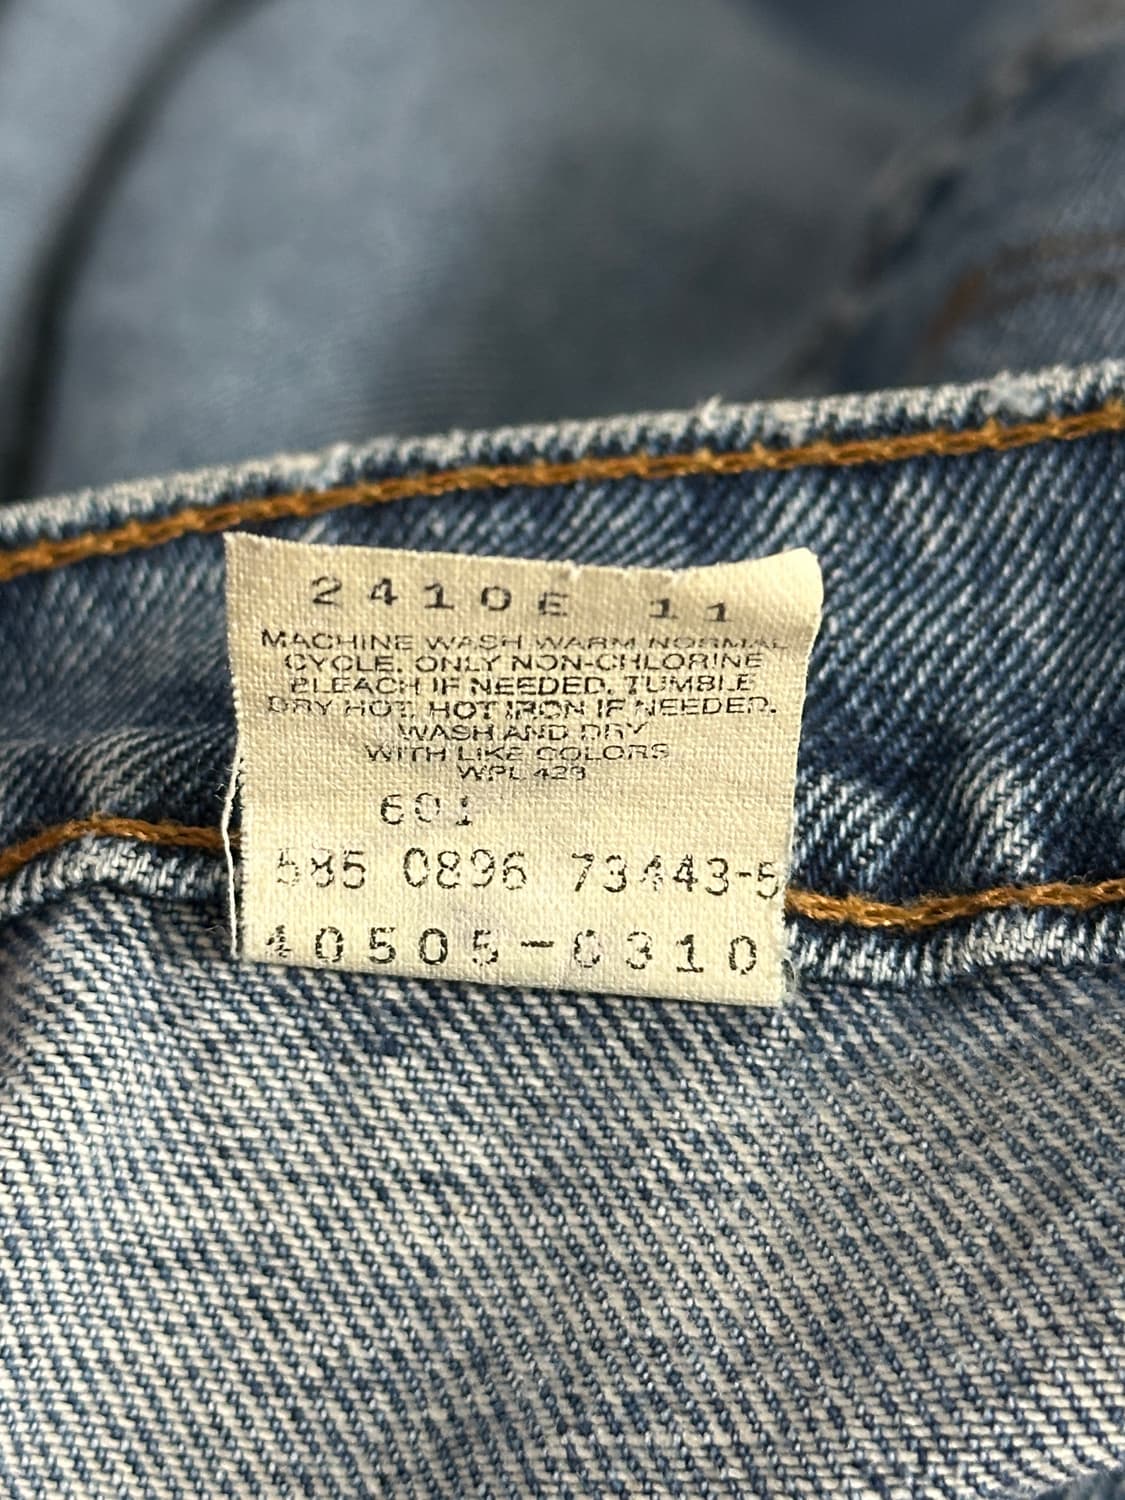 2410E 11
MACHINE WASH WARM NORMAL
CYCLE. ONLY NON-CHLORINE
BLEACH IF NEEDED. TUMBLE
DRY HOT. HOT IRON IF NEEDED.
WASH AND DRY
WITH LIKE COLORS
WPL 423
601
585 0896 73443-5
40505-0310